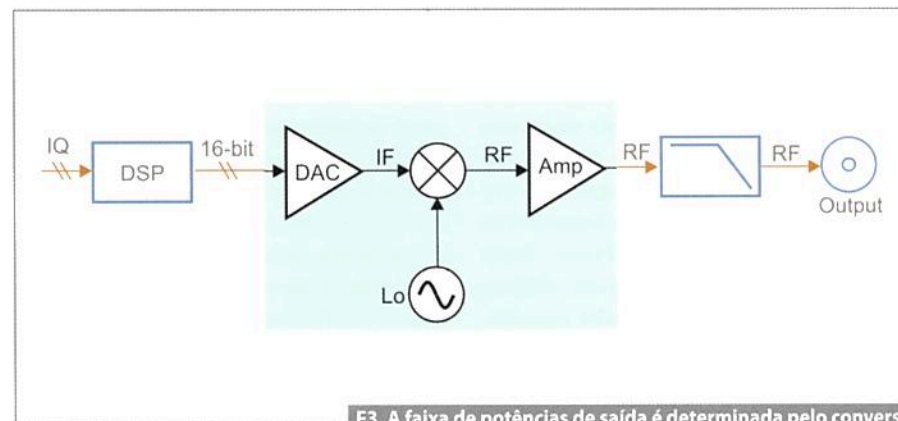 IQ
DSP
16-bit
DAC
IF
RF
Amp
RF
RF
Output
Lo
F3. A faixa de potências de saída é determinada pelo